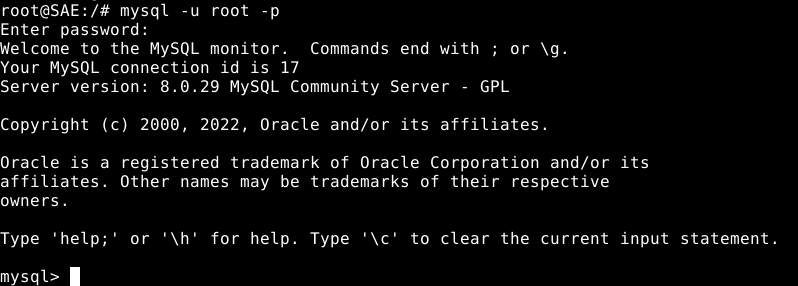 root@SAE:/# mysql -u root -p
Enter password:
Welcome to the MySQL monitor.  Commands end with ; or \g.
Your MySQL connection id is 17
Server version: 8.0.29 MySQL Community Server - GPL
Copyright (c) 2000, 2022, Oracle and/or its affiliates.
Oracle is a registered trademark of Oracle Corporation and/or its
affiliates. Other names may be trademarks of their respective
owners.
Type 'help;' or '\h' for help. Type '\c' to clear the current input statement.
mysql>